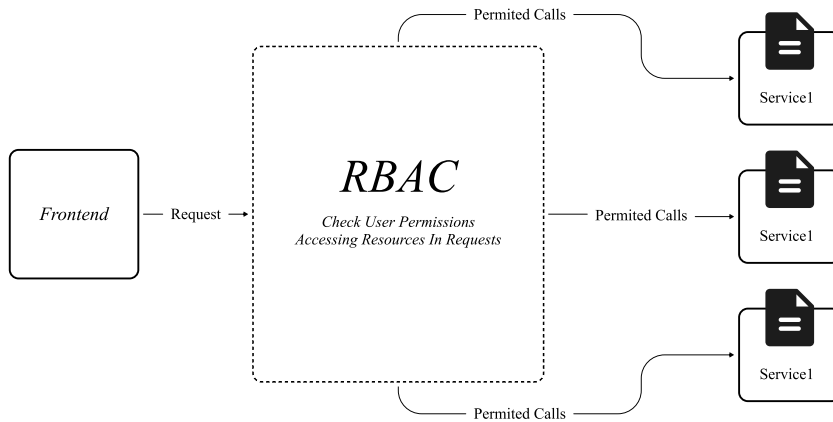 Permited Calls
Service1
RBAC
Frontend
Request
Check User Permissions
Accessing Resources In Requests
Permited Calls
Service1
Service1
Permited Calls